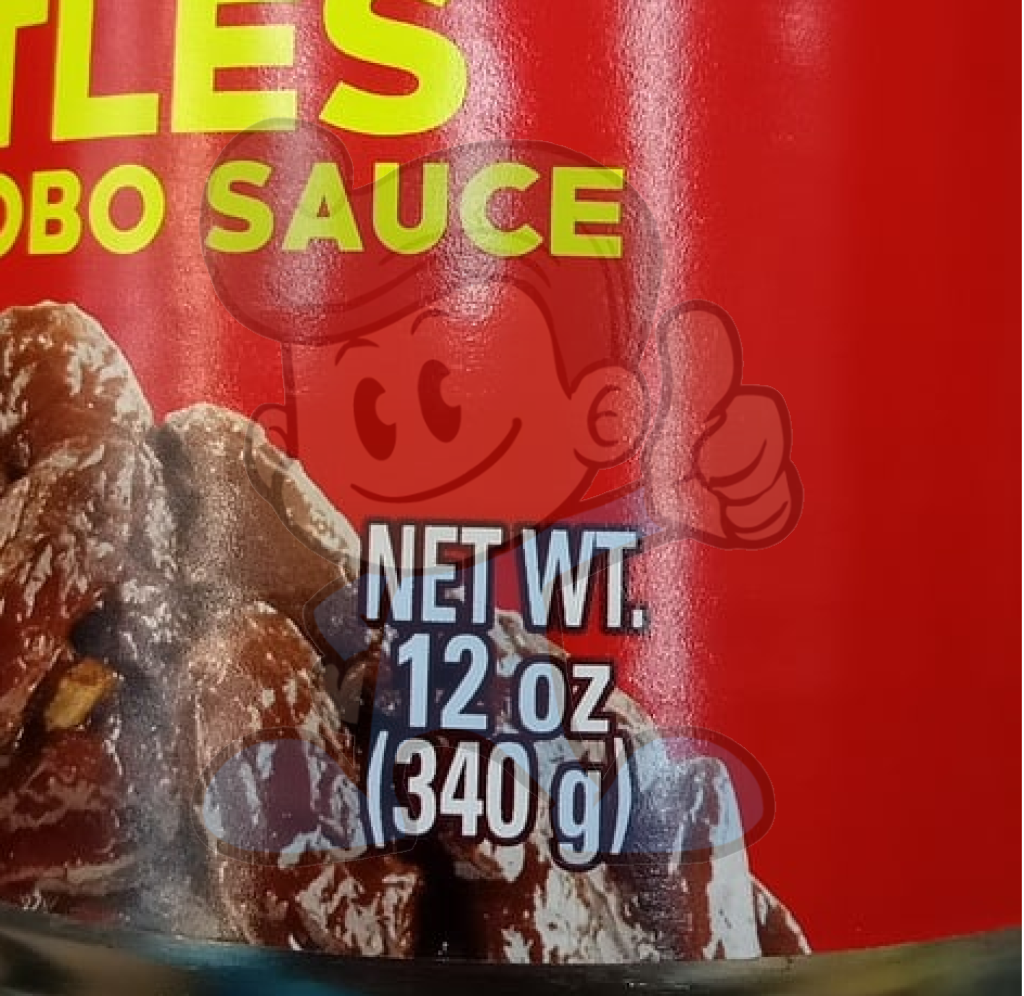 TLES
OBO SAUCE
NET WT.
12 oz
(340 g)